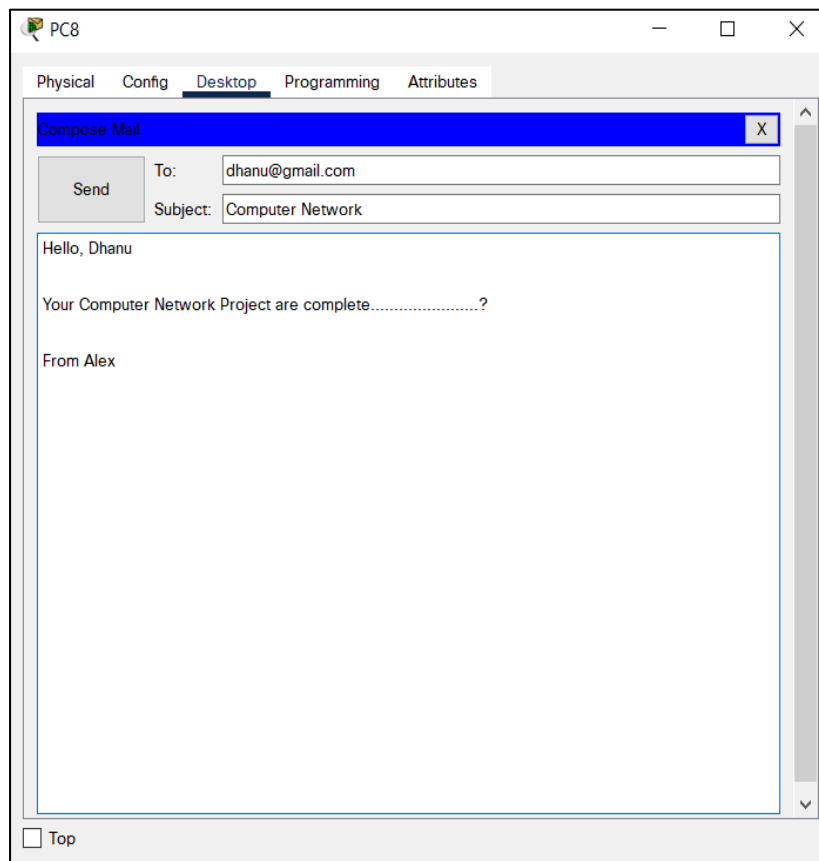 PC8
Physical Config Desktop Programming Attributes
Compose Mail X
Send
To: dhanu@gmail.com
Subject: Computer Network
Hello, Dhanu
Your Computer Network Project are complete.......................?
From Alex
Top